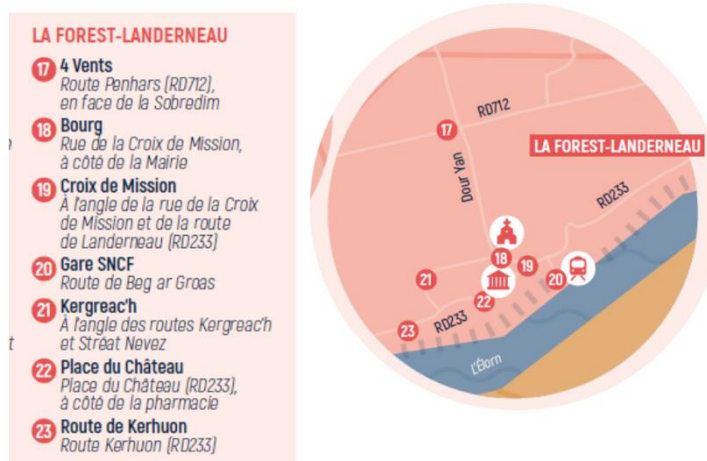 LA FOREST-LANDERNEAU
17 4 Vents
Route Penhars (RD712),
en face de la Sobredim
18 Bourg
Rue de la Croix de Mission,
à côté de la Mairie
19 Croix de Mission
À l'angle de la rue de la Croix
de Mission et de la route
de Landerneau (RD233)
20 Gare SNCF
Route de Beg ar Groas
21 Kergreac'h
À l'angle des routes Kergreac'h
et Stréat Nevez
22 Place du Château
Place du Château (RD233),
à côté de la pharmacie
23 Route de Kerhuon
Route Kerhuon (RD233)
RD712
17
LA FOREST-LANDERNEAU
Dour Yan
RD233
18
19
20
21
22
RD233
23
L'Élorn